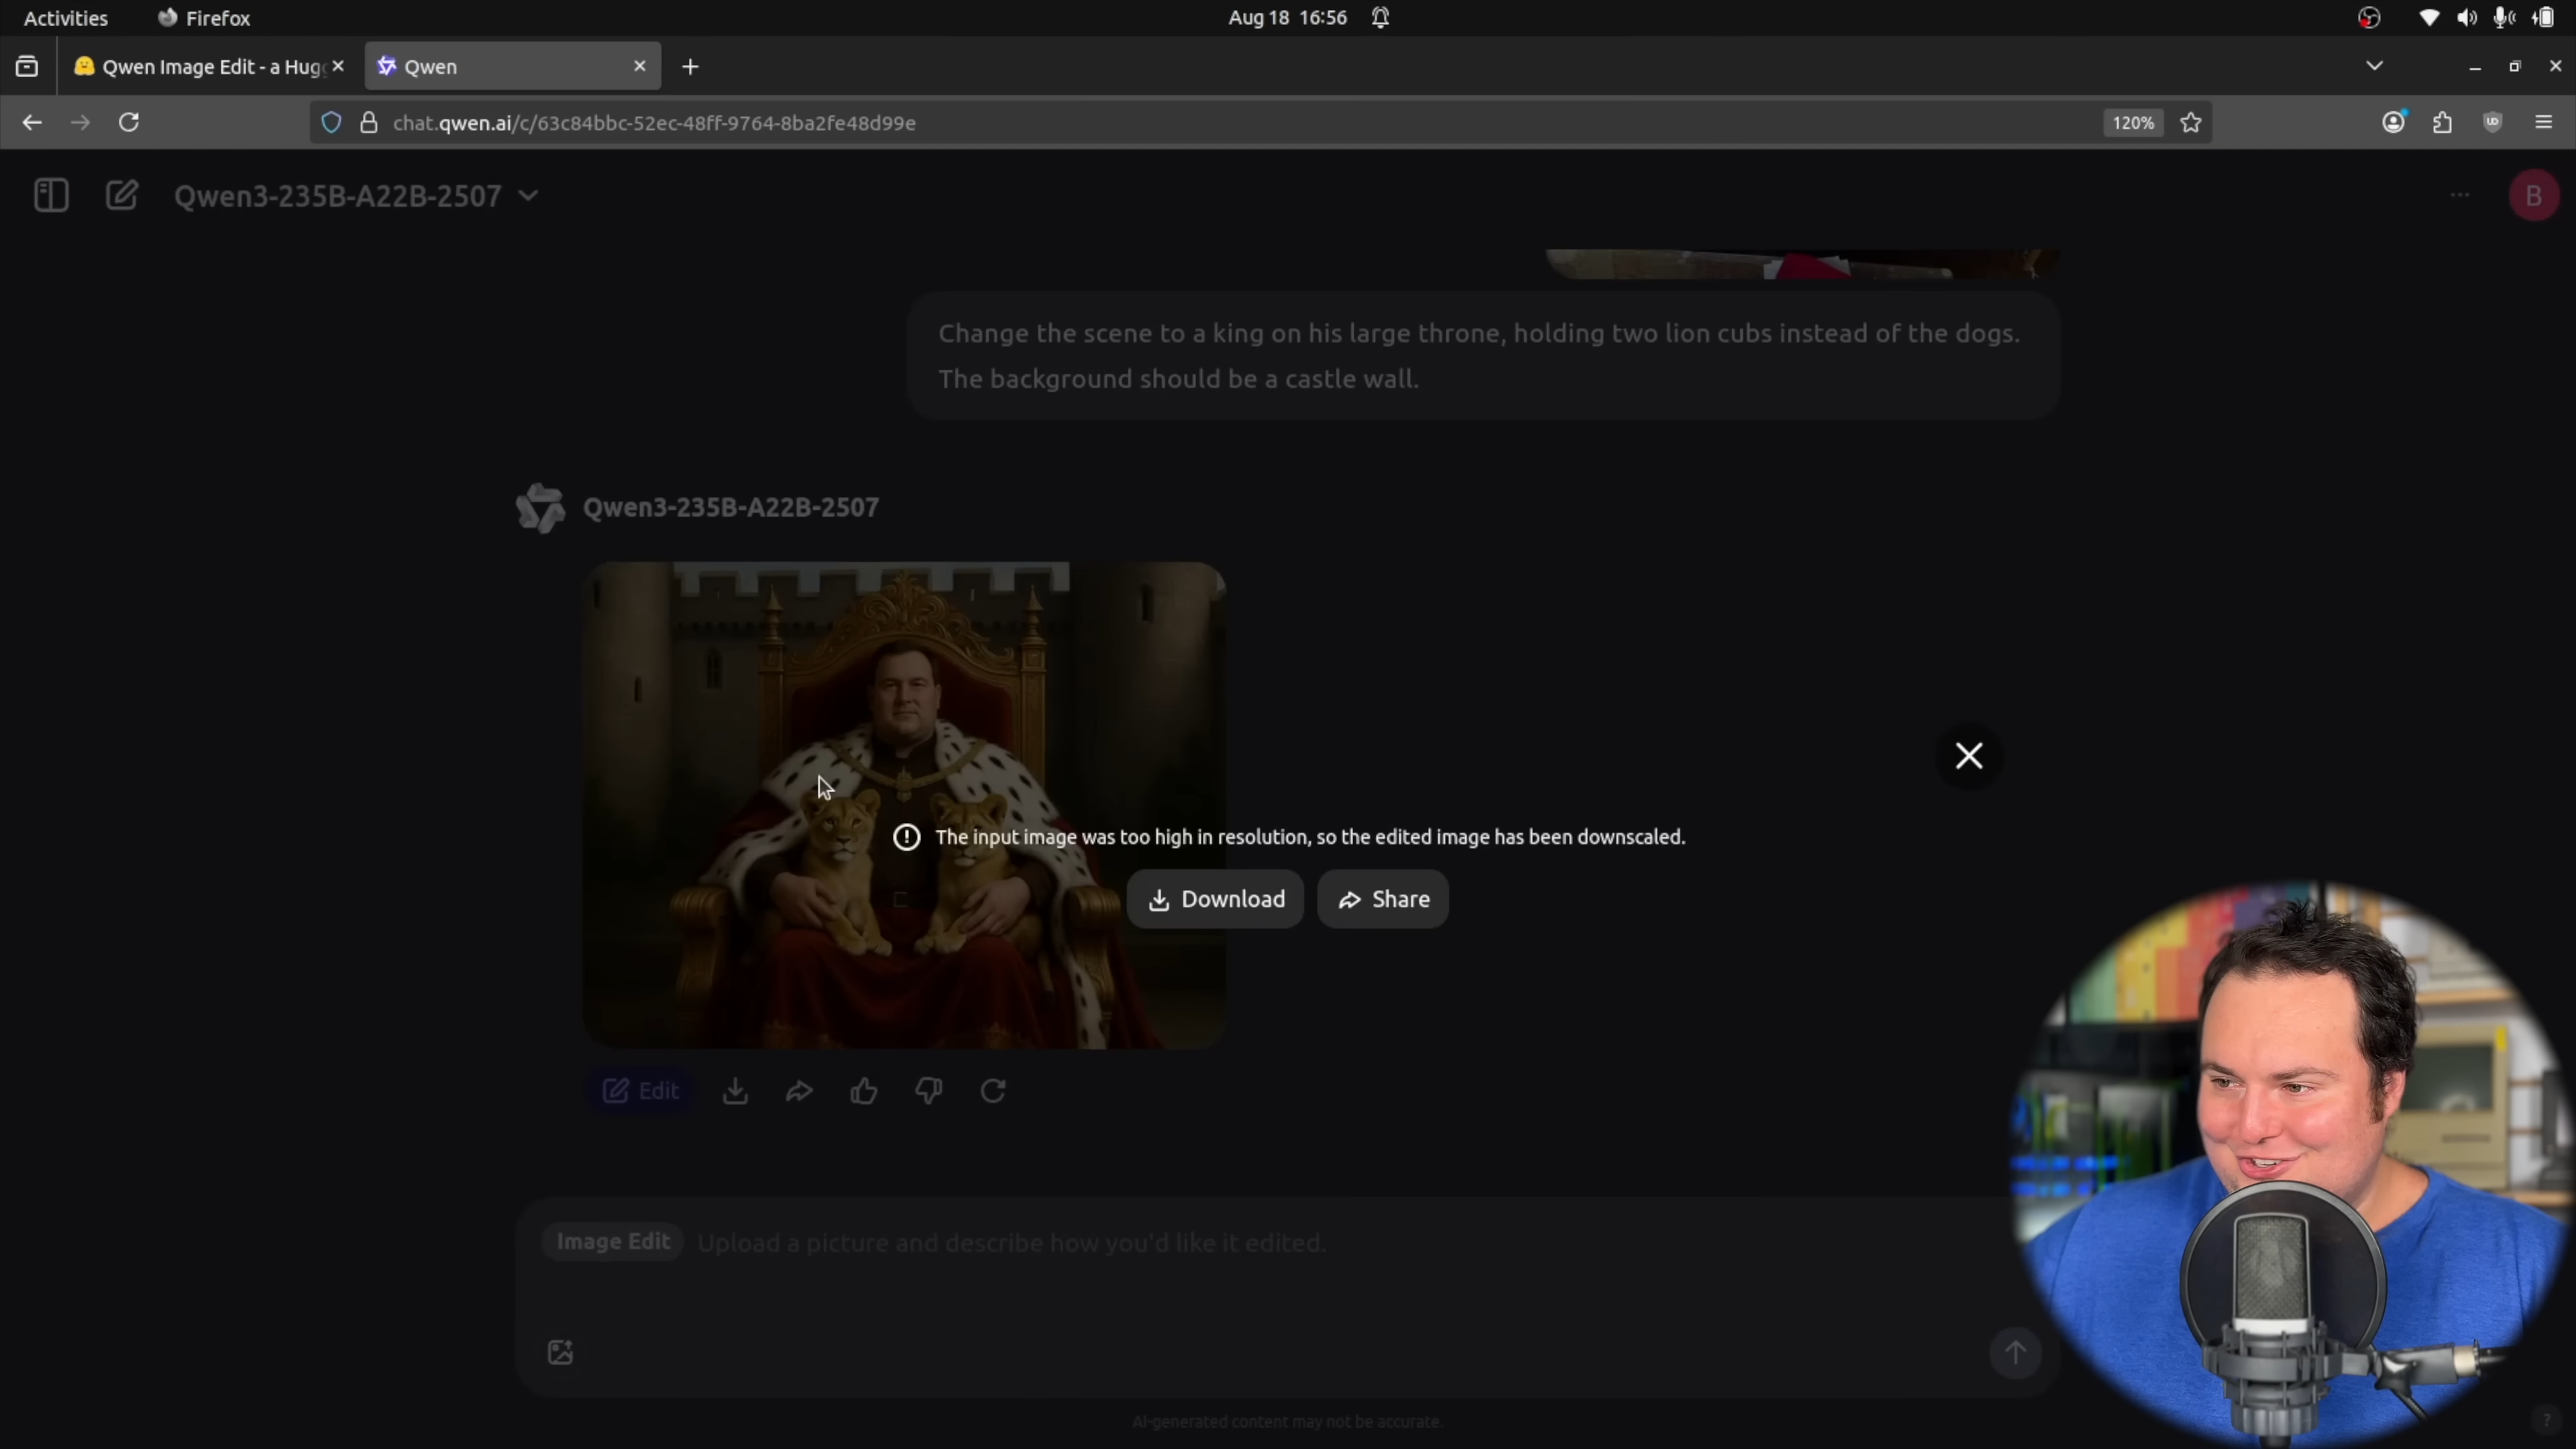 Activities
Firefox
Aug 18 16:56
Qwen Image Edit - a Hugg
Qwen
chat.qwen.ai/c/63c84bbc-52ec-48ff-9764-8ba2fe48d99e
120%
Qwen3-235B-A22B-2507
B
Change the scene to a king on his large throne, holding two lion cubs instead of the dogs.
The background should be a castle wall.
Qwen3-235B-A22B-2507
The input image was too high in resolution, so the edited image has been downscaled.
Download
Share
Edit
Image Edit
Upload a picture and describe how you'd like it edited.
AI-generated content may not be accurate.
?